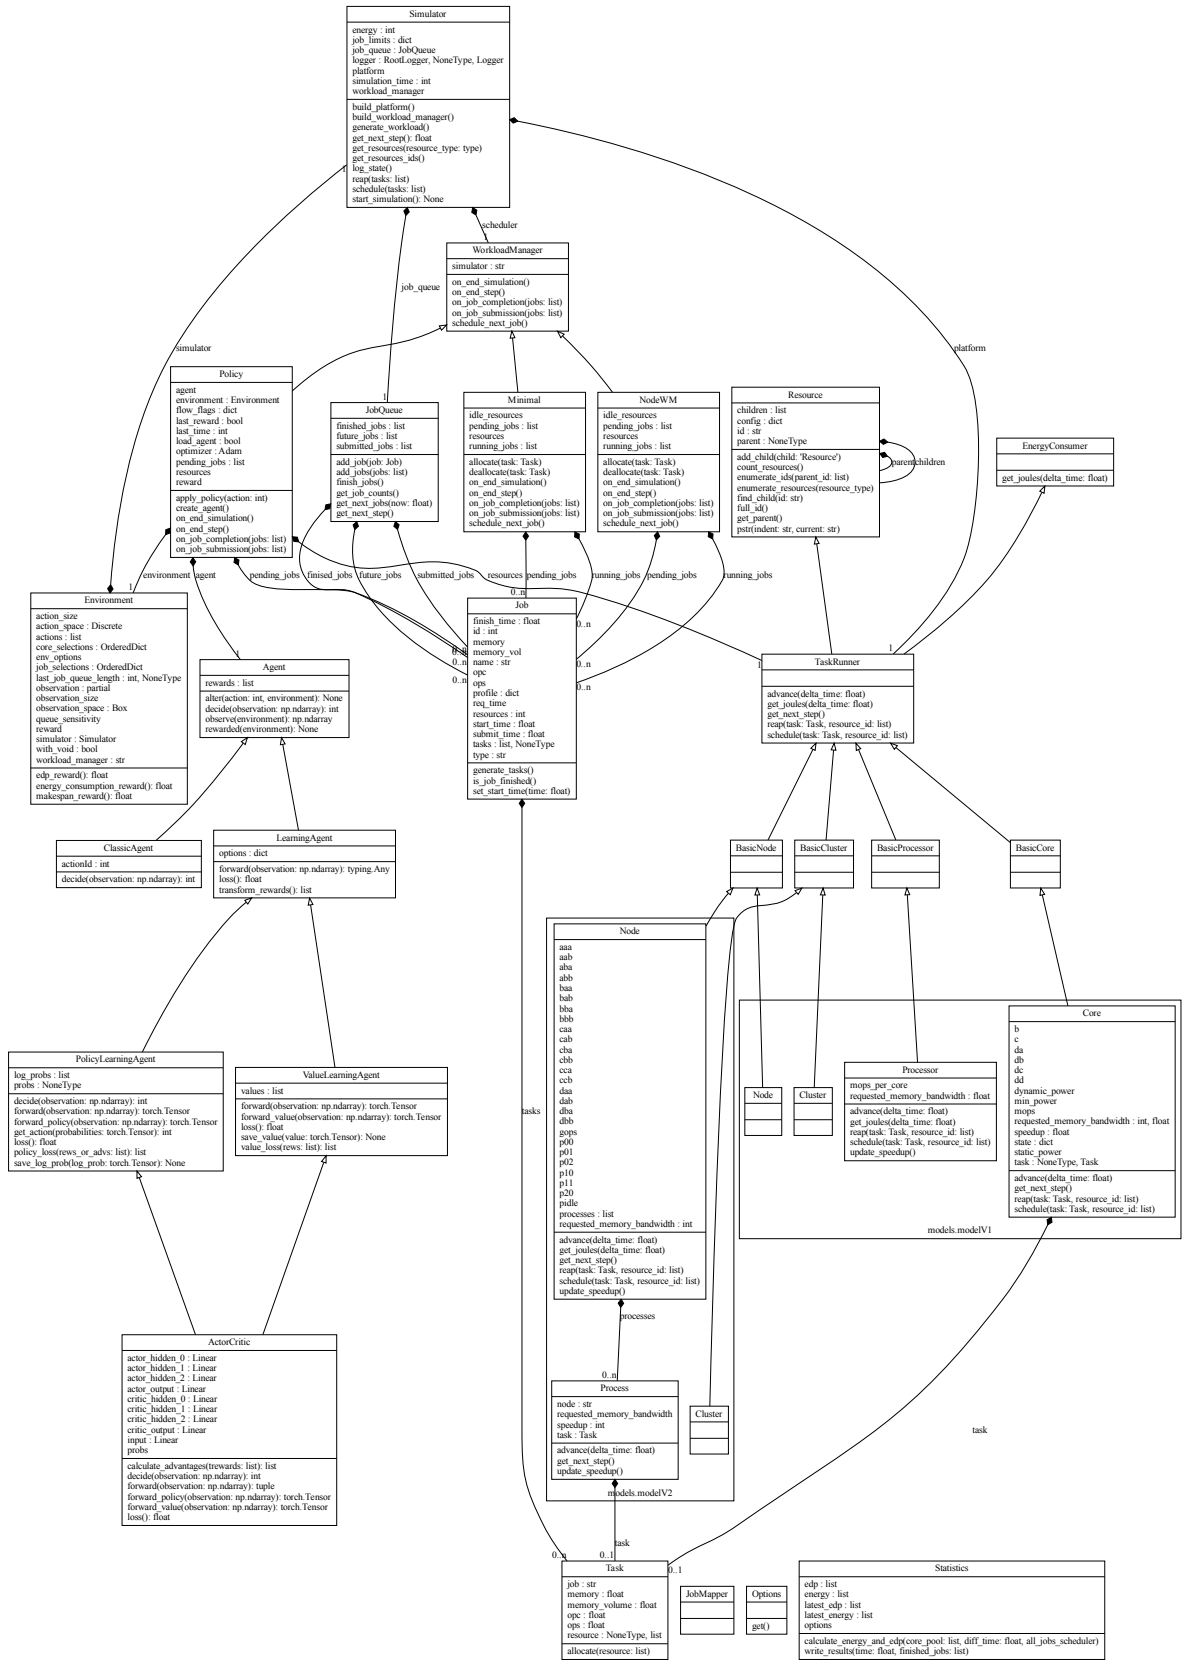 Simulator
energy : int
job_limits : dict
job_queue : JobQueue
logger : RootLogger, NoneType, Logger
platform
simulation_time : int
workload_manager
build_platform()
build_workload_manager()
generate_workload()
get_next_step(): float
get_resources(resource_type: type)
get_resources_ids()
log_state()
reap(tasks: list)
schedule(tasks: list)
start_simulation(): None
1
scheduler
1
WorkloadManager
simulator : str
on_end_simulation()
on_end_step()
on_job_completion(jobs: list)
on_job_submission(jobs: list)
schedule_next_job()
job_queue
simulator
platform
Policy
agent
environment : Environment
flow_flags : dict
last_reward : bool
last_time : int
load_agent : bool
optimizer : Adam
pending_jobs : list
resources
reward
apply_policy(action: int)
create_agent()
on_end_simulation()
on_end_step()
on_job_completion(jobs: list)
on_job_submission(jobs: list)
1
JobQueue
finished_jobs : list
future_jobs : list
submitted_jobs : list
add_job(job: Job)
add_jobs(jobs: list)
finish_jobs()
get_job_counts()
get_next_jobs(now: float)
get_next_step()
Minimal
idle_resources
pending_jobs : list
resources
running_jobs : list
allocate(task: Task)
deallocate(task: Task)
on_end_simulation()
on_end_step()
on_job_completion(jobs: list)
on_job_submission(jobs: list)
schedule_next_job()
NodeWM
idle_resources
pending_jobs : list
resources
running_jobs : list
allocate(task: Task)
deallocate(task: Task)
on_end_simulation()
on_end_step()
on_job_completion(jobs: list)
on_job_submission(jobs: list)
schedule_next_job()
Resource
children : list
config : dict
id : str
parent : NoneType
add_child(child: 'Resource')
count_resources()
enumerate_ids(parent_id: list)
enumerate_resources(resource_type)
find_child(id: str)
full_id()
get_parent()
pstr(indent: str, current: str)
parent
children
EnergyConsumer
get_joules(delta_time: float)
environment
agent
pending_jobs
finised_jobs
future_jobs
submitted_jobs
resources
pending_jobs
running_jobs
pending_jobs
running_jobs
1
Environment
action_size
action_space : Discrete
actions : list
core_selections : OrderedDict
env_options
job_selections : OrderedDict
last_job_queue_length : int, NoneType
observation : partial
observation_size
observation_space : Box
queue_sensitivity
reward
simulator : Simulator
with_void : bool
workload_manager : str
edp_reward(): float
energy_consumption_reward(): float
makespan_reward(): float
1
Agent
rewards : list
alter(action: int, environment): None
decide(observation: np.ndarray): int
observe(environment): np.ndarray
rewarded(environment): None
0..n
Job
finish_time : float
id : int
memory
memory_vol
name : str
opc
ops
profile : dict
req_time
resources : int
start_time : float
submit_time : float
tasks : list, NoneType
type : str
generate_tasks()
is_job_finished()
set_start_time(time: float)
0..n
0..n
0..n
0..n
0..n
1
1
TaskRunner
advance(delta_time: float)
get_joules(delta_time: float)
get_next_step()
reap(task: Task, resource_id: list)
schedule(task: Task, resource_id: list)
ClassicAgent
actionId : int
decide(observation: np.ndarray): int
LearningAgent
options : dict
forward(observation: np.ndarray): typing.Any
loss(): float
transform_rewards(): list
BasicNode
BasicCluster
BasicProcessor
BasicCore
Node
aaa
aab
aba
abb
baa
bab
bba
bbb
caa
cab
cba
cbb
cca
ccb
daa
dab
dba
dbb
gops
p00
p01
p02
p10
p11
p20
pidle
processes : list
requested_memory_bandwidth : int
advance(delta_time: float)
get_joules(delta_time: float)
get_next_step()
reap(task: Task, resource_id: list)
schedule(task: Task, resource_id: list)
update_speedup()
Node
Cluster
Processor
mops_per_core
requested_memory_bandwidth : float
advance(delta_time: float)
get_joules(delta_time: float)
reap(task: Task, resource_id: list)
schedule(task: Task, resource_id: list)
update_speedup()
Core
b
c
da
db
dc
dd
dynamic_power
min_power
mops
requested_memory_bandwidth : int, float
speedup : float
state : dict
static_power
task : NoneType, Task
advance(delta_time: float)
get_next_step()
reap(task: Task, resource_id: list)
schedule(task: Task, resource_id: list)
models.modelV1
PolicyLearningAgent
log_probs : list
probs : NoneType
decide(observation: np.ndarray): int
forward(observation: np.ndarray): torch.Tensor
forward_policy(observation: np.ndarray): torch.Tensor
get_action(probabilities: torch.Tensor): int
loss(): float
policy_loss(rews_or_advs: list): list
save_log_prob(log_prob: torch.Tensor): None
ValueLearningAgent
values : list
forward(observation: np.ndarray): torch.Tensor
forward_value(observation: np.ndarray): torch.Tensor
loss(): float
save_value(value: torch.Tensor): None
value_loss(rews: list): list
tasks
processes
0..n
Process
node : str
requested_memory_bandwidth
speedup : int
task : Task
advance(delta_time: float)
get_next_step()
update_speedup()
Cluster
models.modelV2
ActorCritic
actor_hidden_0 : Linear
actor_hidden_1 : Linear
actor_hidden_2 : Linear
actor_output : Linear
critic_hidden_0 : Linear
critic_hidden_1 : Linear
critic_hidden_2 : Linear
critic_output : Linear
input : Linear
probs
calculate_advantages(trewards: list): list
decide(observation: np.ndarray): int
forward(observation: np.ndarray): tuple
forward_policy(observation: np.ndarray): torch.Tensor
forward_value(observation: np.ndarray): torch.Tensor
loss(): float
task
task
0..n
0..1
0..1
Task
job : str
memory : float
memory_volume : float
opc : float
ops : float
resource : NoneType, list
allocate(resource: list)
JobMapper
Options
get()
Statistics
edp : list
energy : list
latest_edp : list
latest_energy : list
options
calculate_energy_and_edp(core_pool: list, diff_time: float, all_jobs_scheduler)
write_results(time: float, finished_jobs: list)